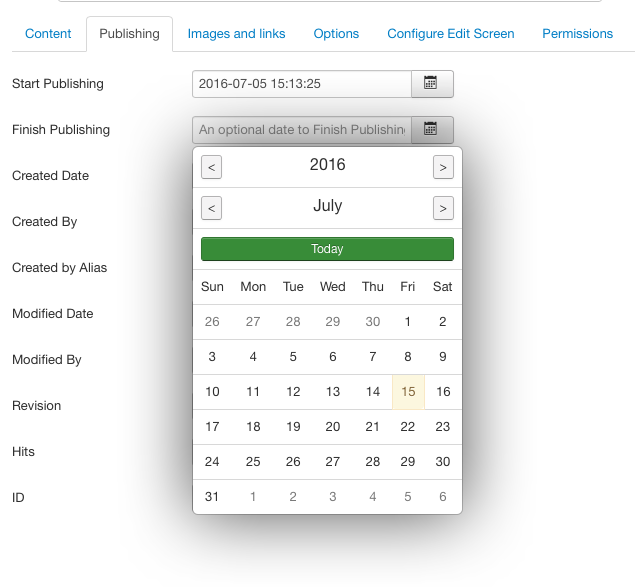 Content Publishing Images and links Options Configure Edit Screen Permissions
Start Publishing 2016-07-05 15:13:25
Finish Publishing An optional date to Finish Publishin
< 2016 >
Created Date
< July >
Created By
Today
Created by Alias
Sun Mon Tue Wed Thu Fri Sat
Modified Date
26 27 28 29 30 1 2
Modified By
3 4 5 6 7 8 9
10 11 12 13 14 15 16
Revision
17 18 19 20 21 22 23
Hits
24 25 26 27 28 29 30
ID
31 1 2 3 4 5 6